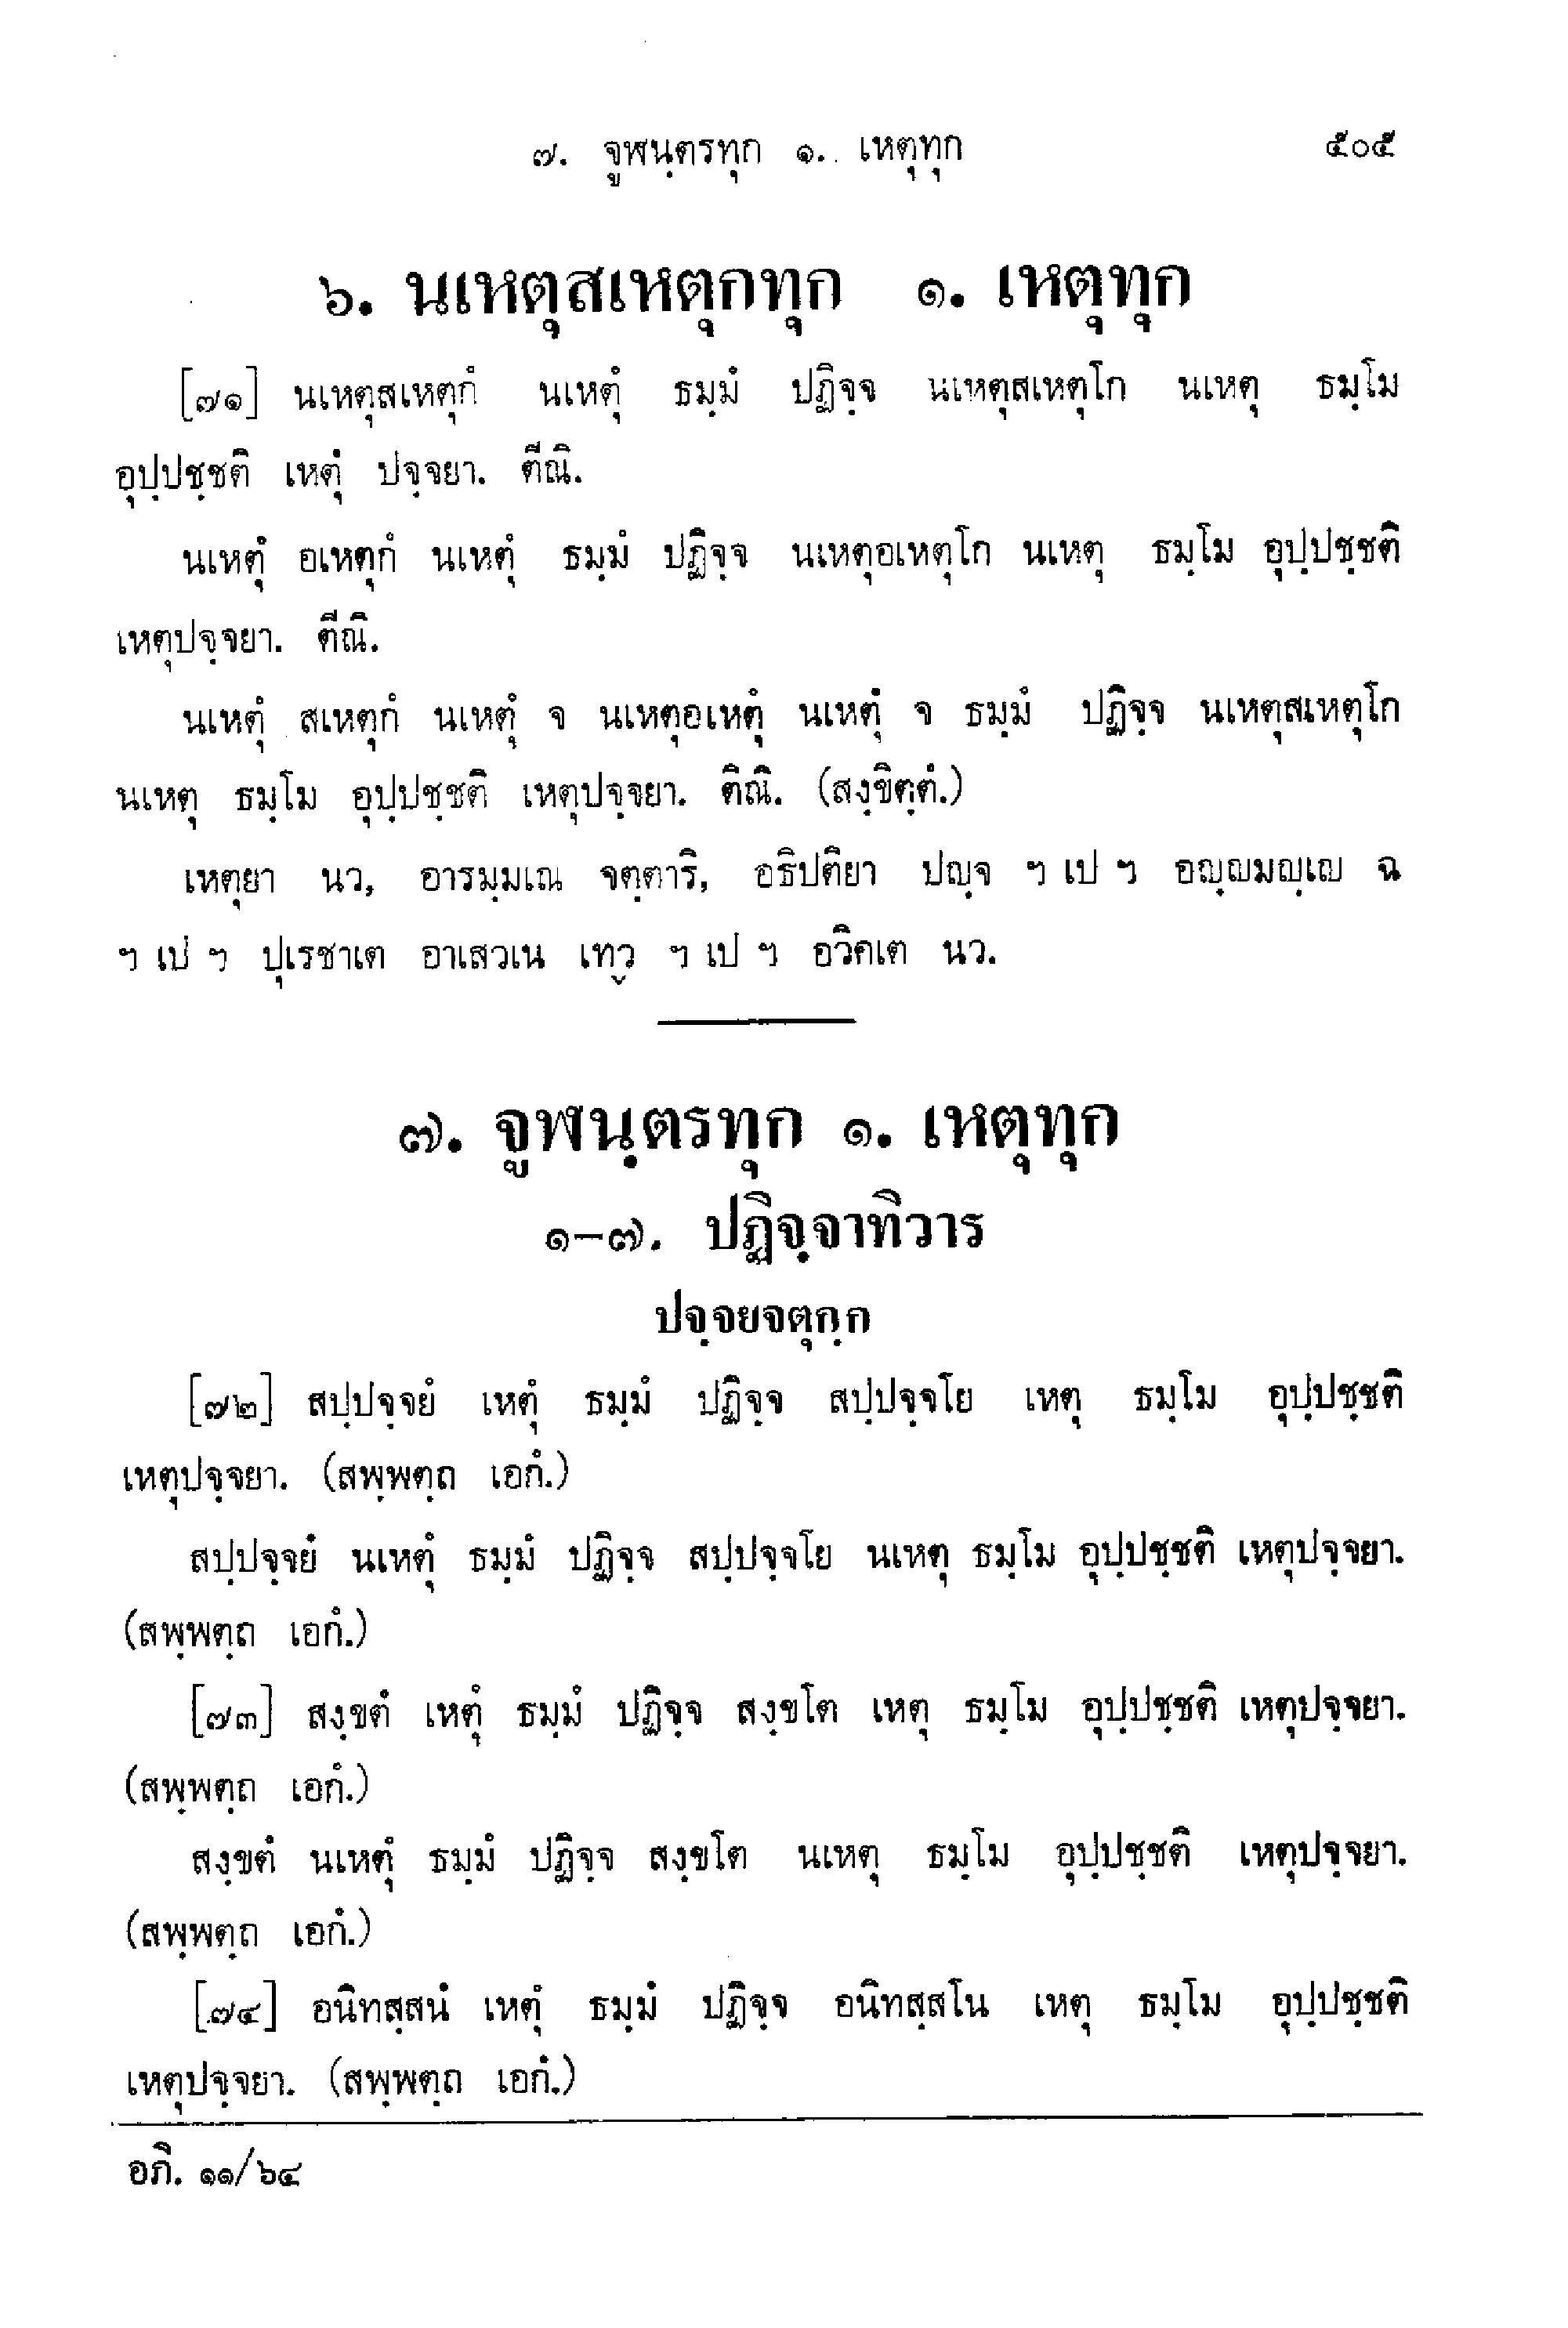 ๗. จูฬนฺตรทุก ๑. เหตุทุก ๕๐๕
๖. นเหตุสเหตุกทุก ๑. เหตุทุก
[๗๑] นเหตุสเหตุกํ นเหตุํ ธมฺมํ ปฏิจฺจ นเหตุสเหตุโก นเหตุ ธมฺโม
อุปฺปชฺชติ เหตุํ ปจฺจยา. ตีณิ.
นเหตุํ อเหตุกํ นเหตุํ ธมฺมํ ปฏิจฺจ นเหตุอเหตุโก นเหตุ ธมฺโม อุปฺปชฺชติ
เหตุปจฺจยา. ตีณิ.
นเหตุํ สเหตุกํ นเหตุํ จ นเหตุอเหตุํ นเหตุํ จ ธมฺมํ ปฏิจฺจ นเหตุสเหตุโก
นเหตุ ธมฺโม อุปฺปชฺชติ เหตุปจฺจยา. ติณิ. (สงฺขิตฺตํ.)
เหตุยา นว, อารมฺมเณ จตฺตาริ, อธิปติยา ปญฺจ ฯ เป ฯ อญฺญมญฺเญ ฉ
ฯ เป ฯ ปุเรชาเต อาเสวเน เทฺว ฯ เป ฯ อวิคเต นว.
๗. จูฬนฺตรทุก ๑. เหตุทุก
๑-๗. ปฏิจฺจาทิวาร
ปจฺจยจตุกฺก
[๗๒] สปฺปจฺจยํ เหตุํ ธมฺมํ ปฏิจฺจ สปฺปจฺจโย เหตุ ธมฺโม อุปฺปชฺชติ
เหตุปจฺจยา. (สพฺพตฺถ เอกํ.)
สปฺปจฺจยํ นเหตุํ ธมฺมํ ปฏิจฺจ สปฺปจฺจโย นเหตุ ธมฺโม อุปฺปชฺชติ เหตุปจฺจยา.
(สพฺพตฺถ เอกํ.)
[๗๓] สงฺขตํ เหตุํ ธมฺมํ ปฏิจฺจ สงฺขโต เหตุ ธมฺโม อุปฺปชฺชติ เหตุปจฺจยา.
(สพฺพตฺถ เอกํ.)
สงฺขตํ นเหตุํ ธมฺมํ ปฏิจฺจ สงฺขโต นเหตุ ธมฺโม อุปฺปชฺชติ เหตุปจฺจยา.
(สพฺพตฺถ เอกํ.)
[๗๔] อนิทสฺสนํ เหตุํ ธมฺมํ ปฏิจฺจ อนิทสฺสโน เหตุ ธมฺโม อุปฺปชฺชติ
เหตุปจฺจยา. (สพฺพตฺถ เอกํ.)
อภิ. ๑๑/๖๔